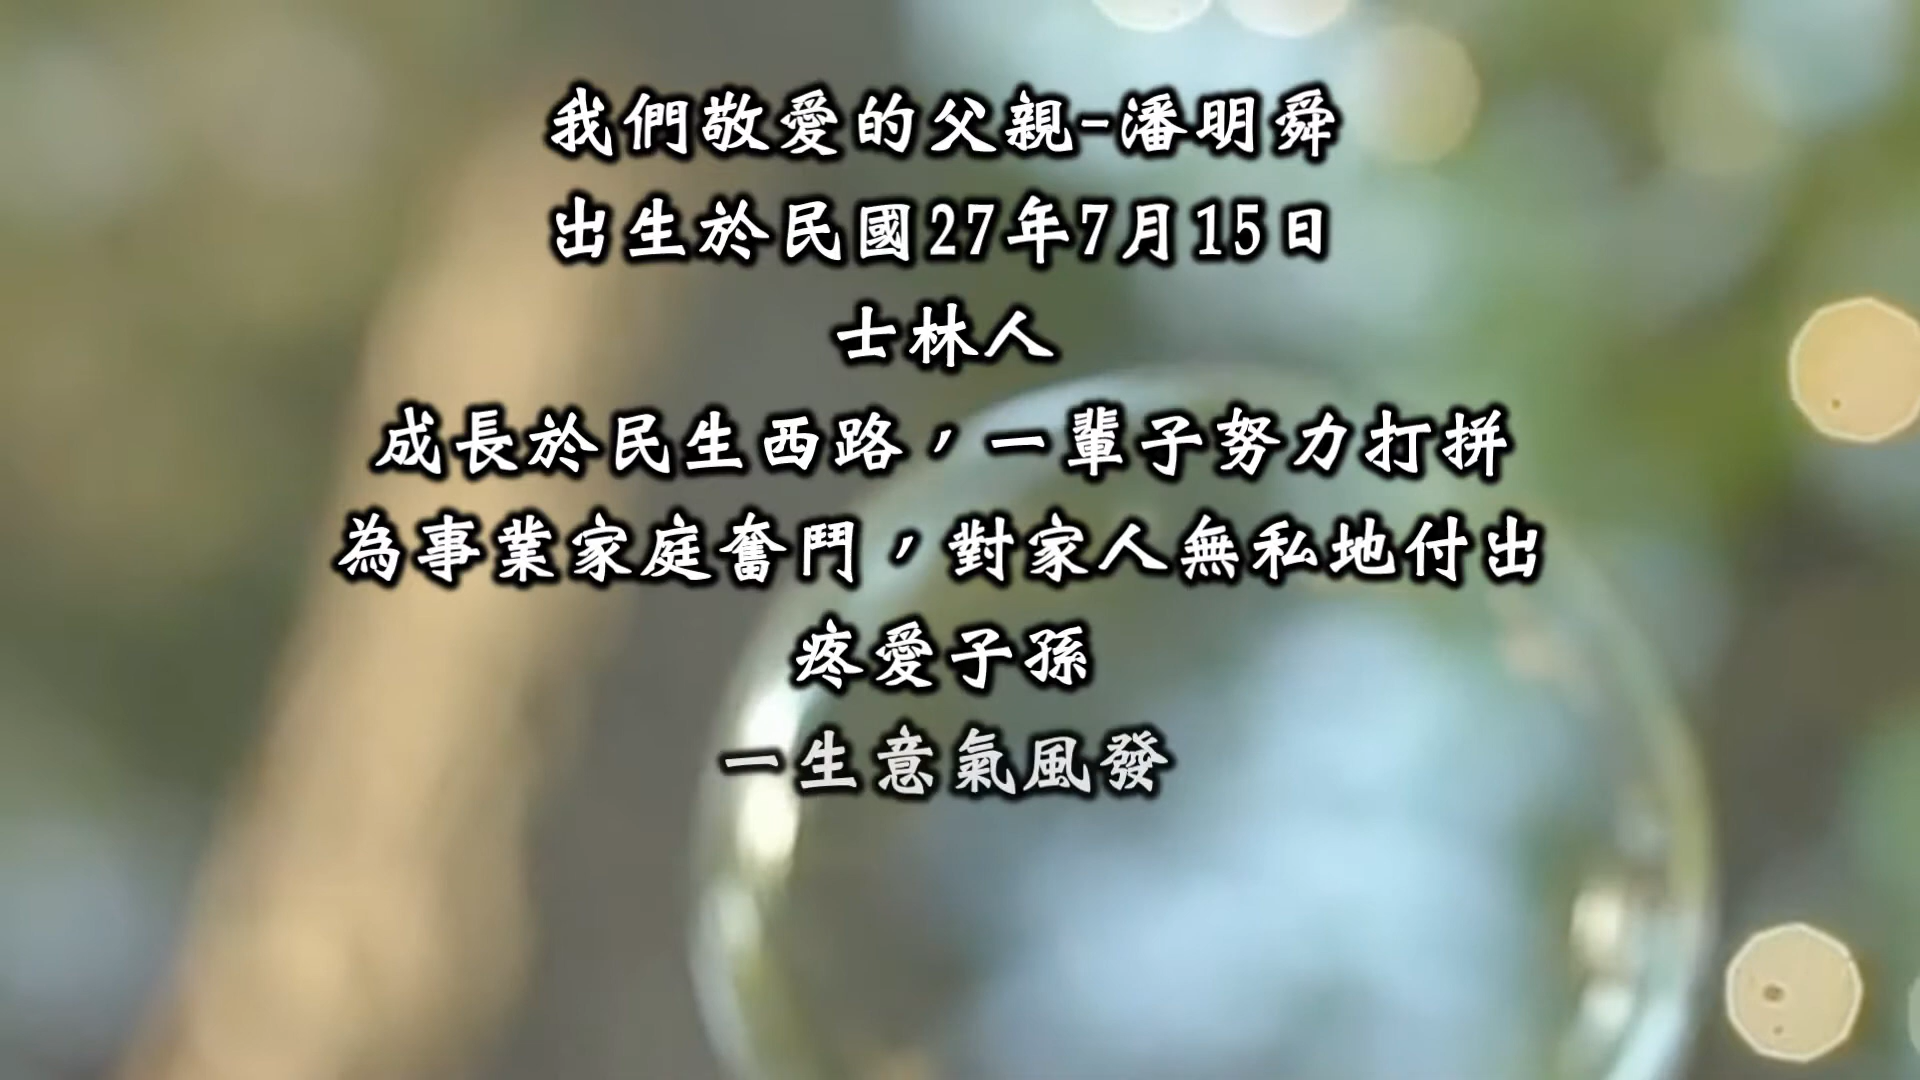 我們敬愛的父親-潘明舜
出生於民國27年7月15日
士林人
成長於民生西路，一輩子努力打拼
為事業家庭奮鬥，對家人無私地付出
疼愛子孫
一生意氣風發